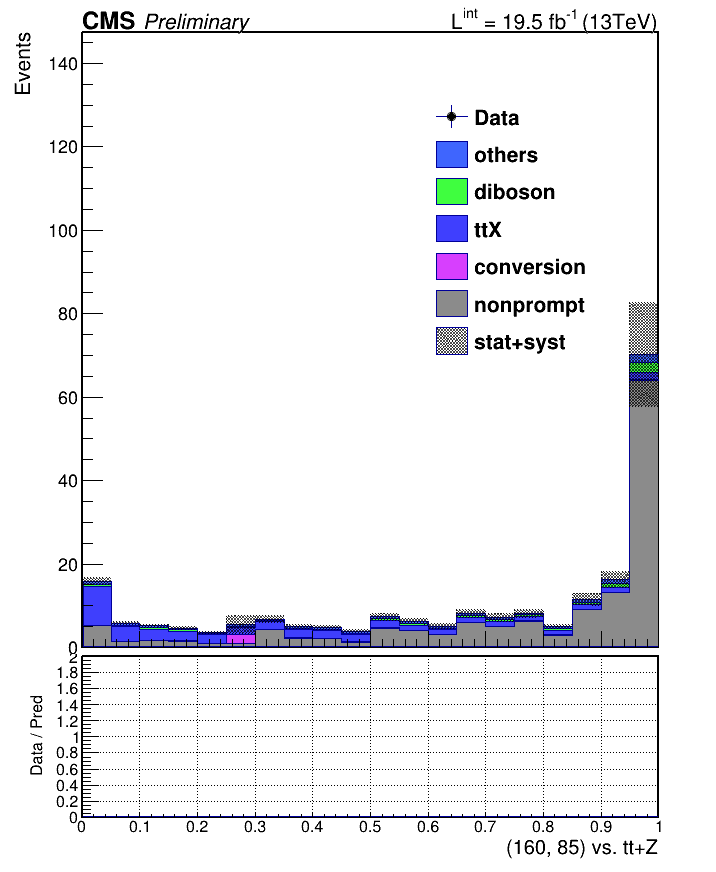 CMS Preliminary L^int = 19.5 fb^-1 (13TeV)
Events
140
120
100
80
60
40
20
0
Data
others
diboson
ttX
conversion
nonprompt
stat+syst
Data / Pred
2
1.8
1.6
1.4
1.2
1
0.8
0.6
0.4
0.2
0
0 0.1 0.2 0.3 0.4 0.5 0.6 0.7 0.8 0.9 1
(160, 85) vs. tt+Z